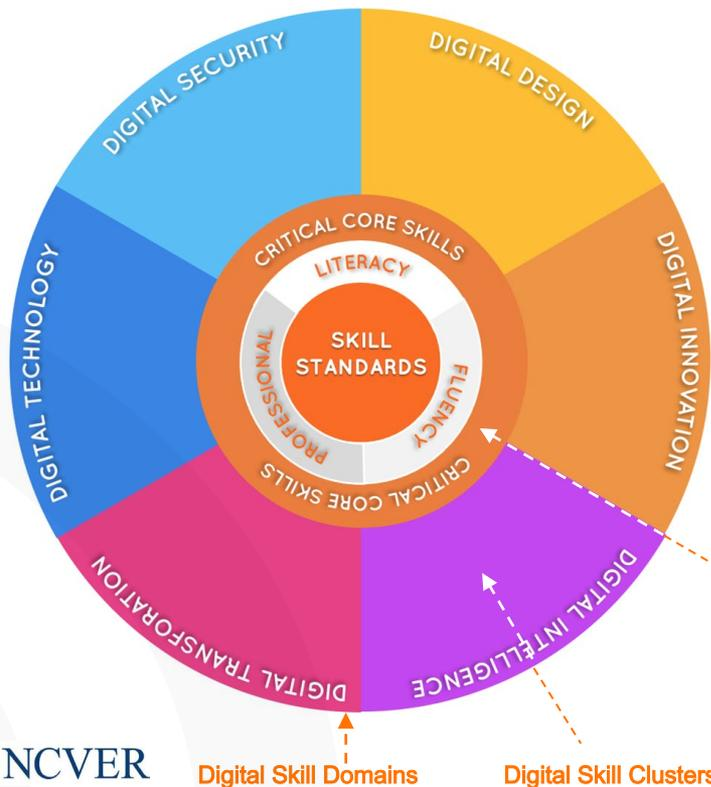 DIGITAL SECURITY
DIGITAL DESIGN
DIGITAL TECHNOLOGY
DIGITAL INNOVATION
CRITICAL CORE SKILLS
LITERACY
SKILL
STANDARDS
PROFESSIONAL
FLUENCY
CRITICAL CORE SKILLS
DIGITAL TRANSFORATION
DIGITAL INTELLIGENCE
NCVER
Digital Skill Domains
Digital Skill Clusters